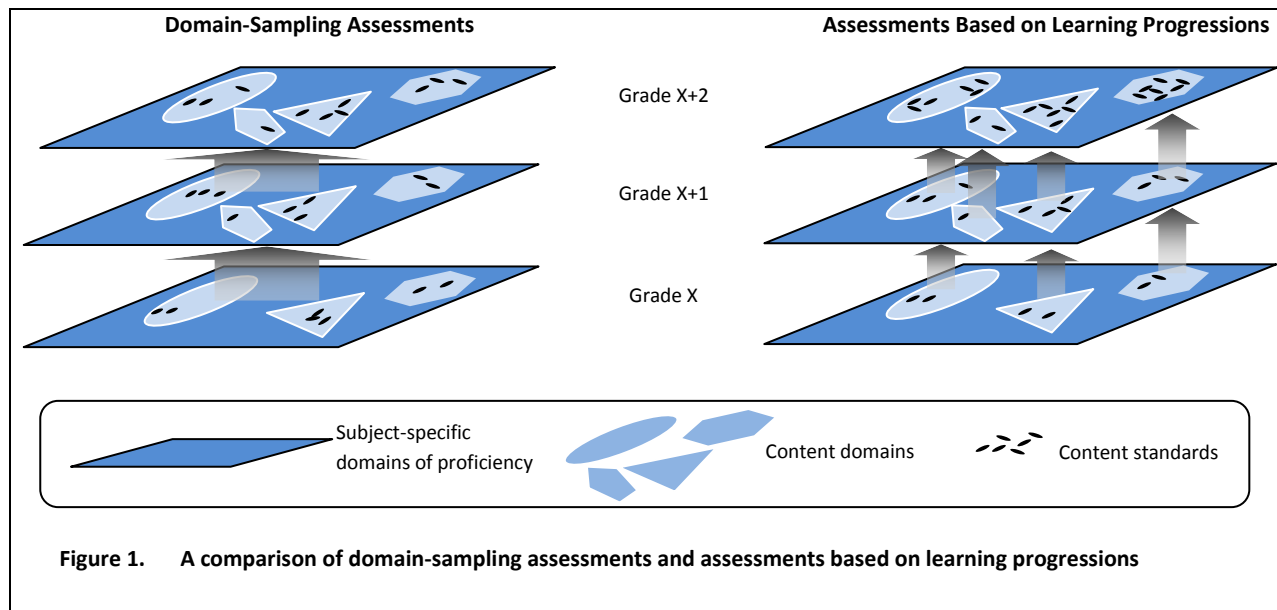 Domain-Sampling Assessments
Assessments Based on Learning Progressions
Grade X+2
Grade X+1
Grade X
Subject-specific
domains of proficiency
Content domains
Content standards
Figure 1. A comparison of domain-sampling assessments and assessments based on learning progressions